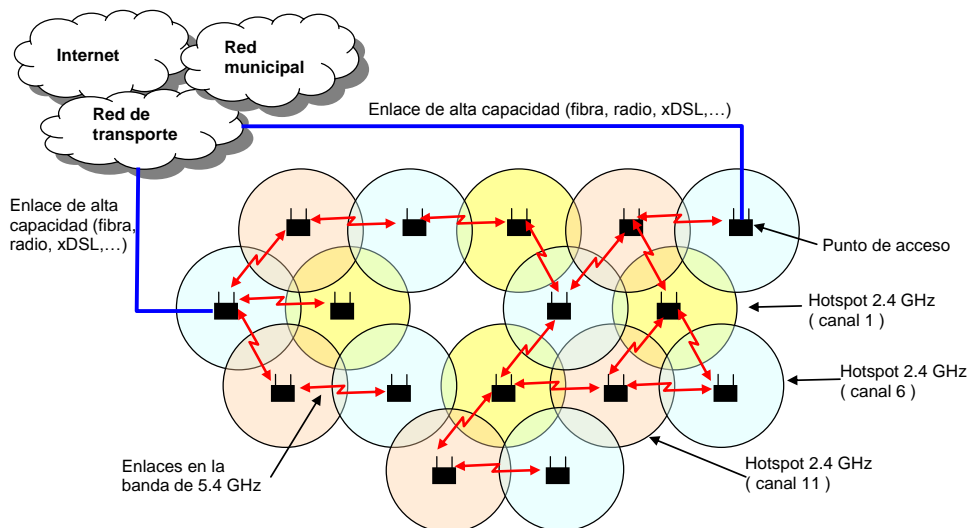 Internet
Red
municipal
Red de
transporte
Enlace de alta capacidad (fibra, radio, xDSL,…)
Enlace de alta
capacidad (fibra,
radio, xDSL,…)
Punto de acceso
Hotspot 2.4 GHz
( canal 1 )
Hotspot 2.4 GHz
( canal 6 )
Enlaces en la
banda de 5.4 GHz
Hotspot 2.4 GHz
( canal 11 )